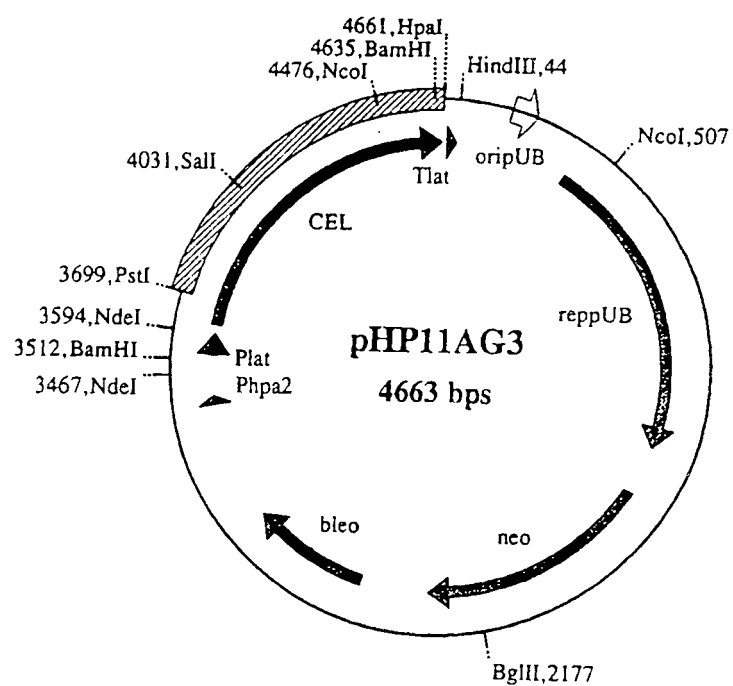 4661,HpaI
4635,BamHI
4476,NcoI
HindIII,44
NcoI,507
4031,SalI
Tlat
oripUB
CEL
3699,PstI
3594,NdeI
reppUB
pHP11AG3
3512,BamHI
Plat
3467,NdeI
Phpa2
4663 bps
bleo
neo
BglII,2177